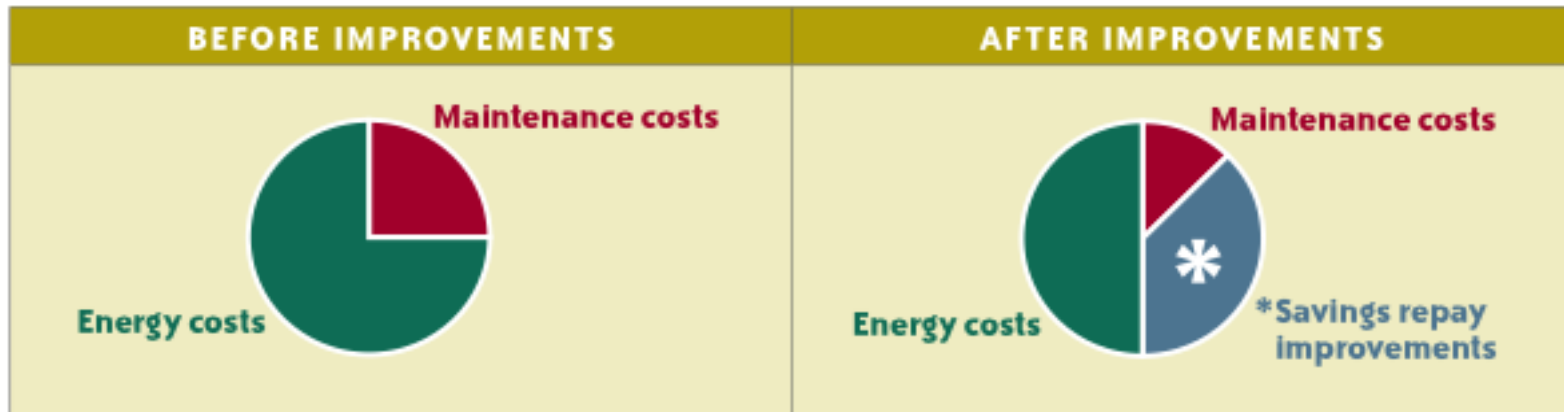 BEFORE IMPROVEMENTS
AFTER IMPROVEMENTS
Maintenance costs
Energy costs
Maintenance costs
Energy costs
*
*Savings repay
improvements